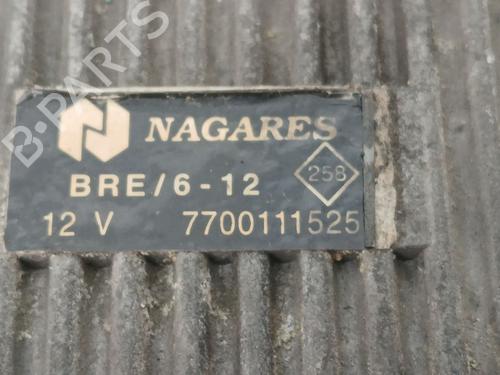 B-PARTS
NAGARES
BRE/6-12
258
12 V 7700111525